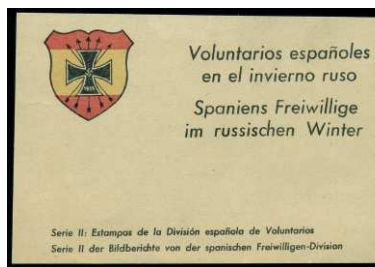 Voluntarios españoles
en el invierno ruso
Spaniens Freiwillige
im russischen Winter
Serie II: Estampas de la División española de Voluntarios
Serie II der Bildberichte von der spanischen Freiwilligen-Division